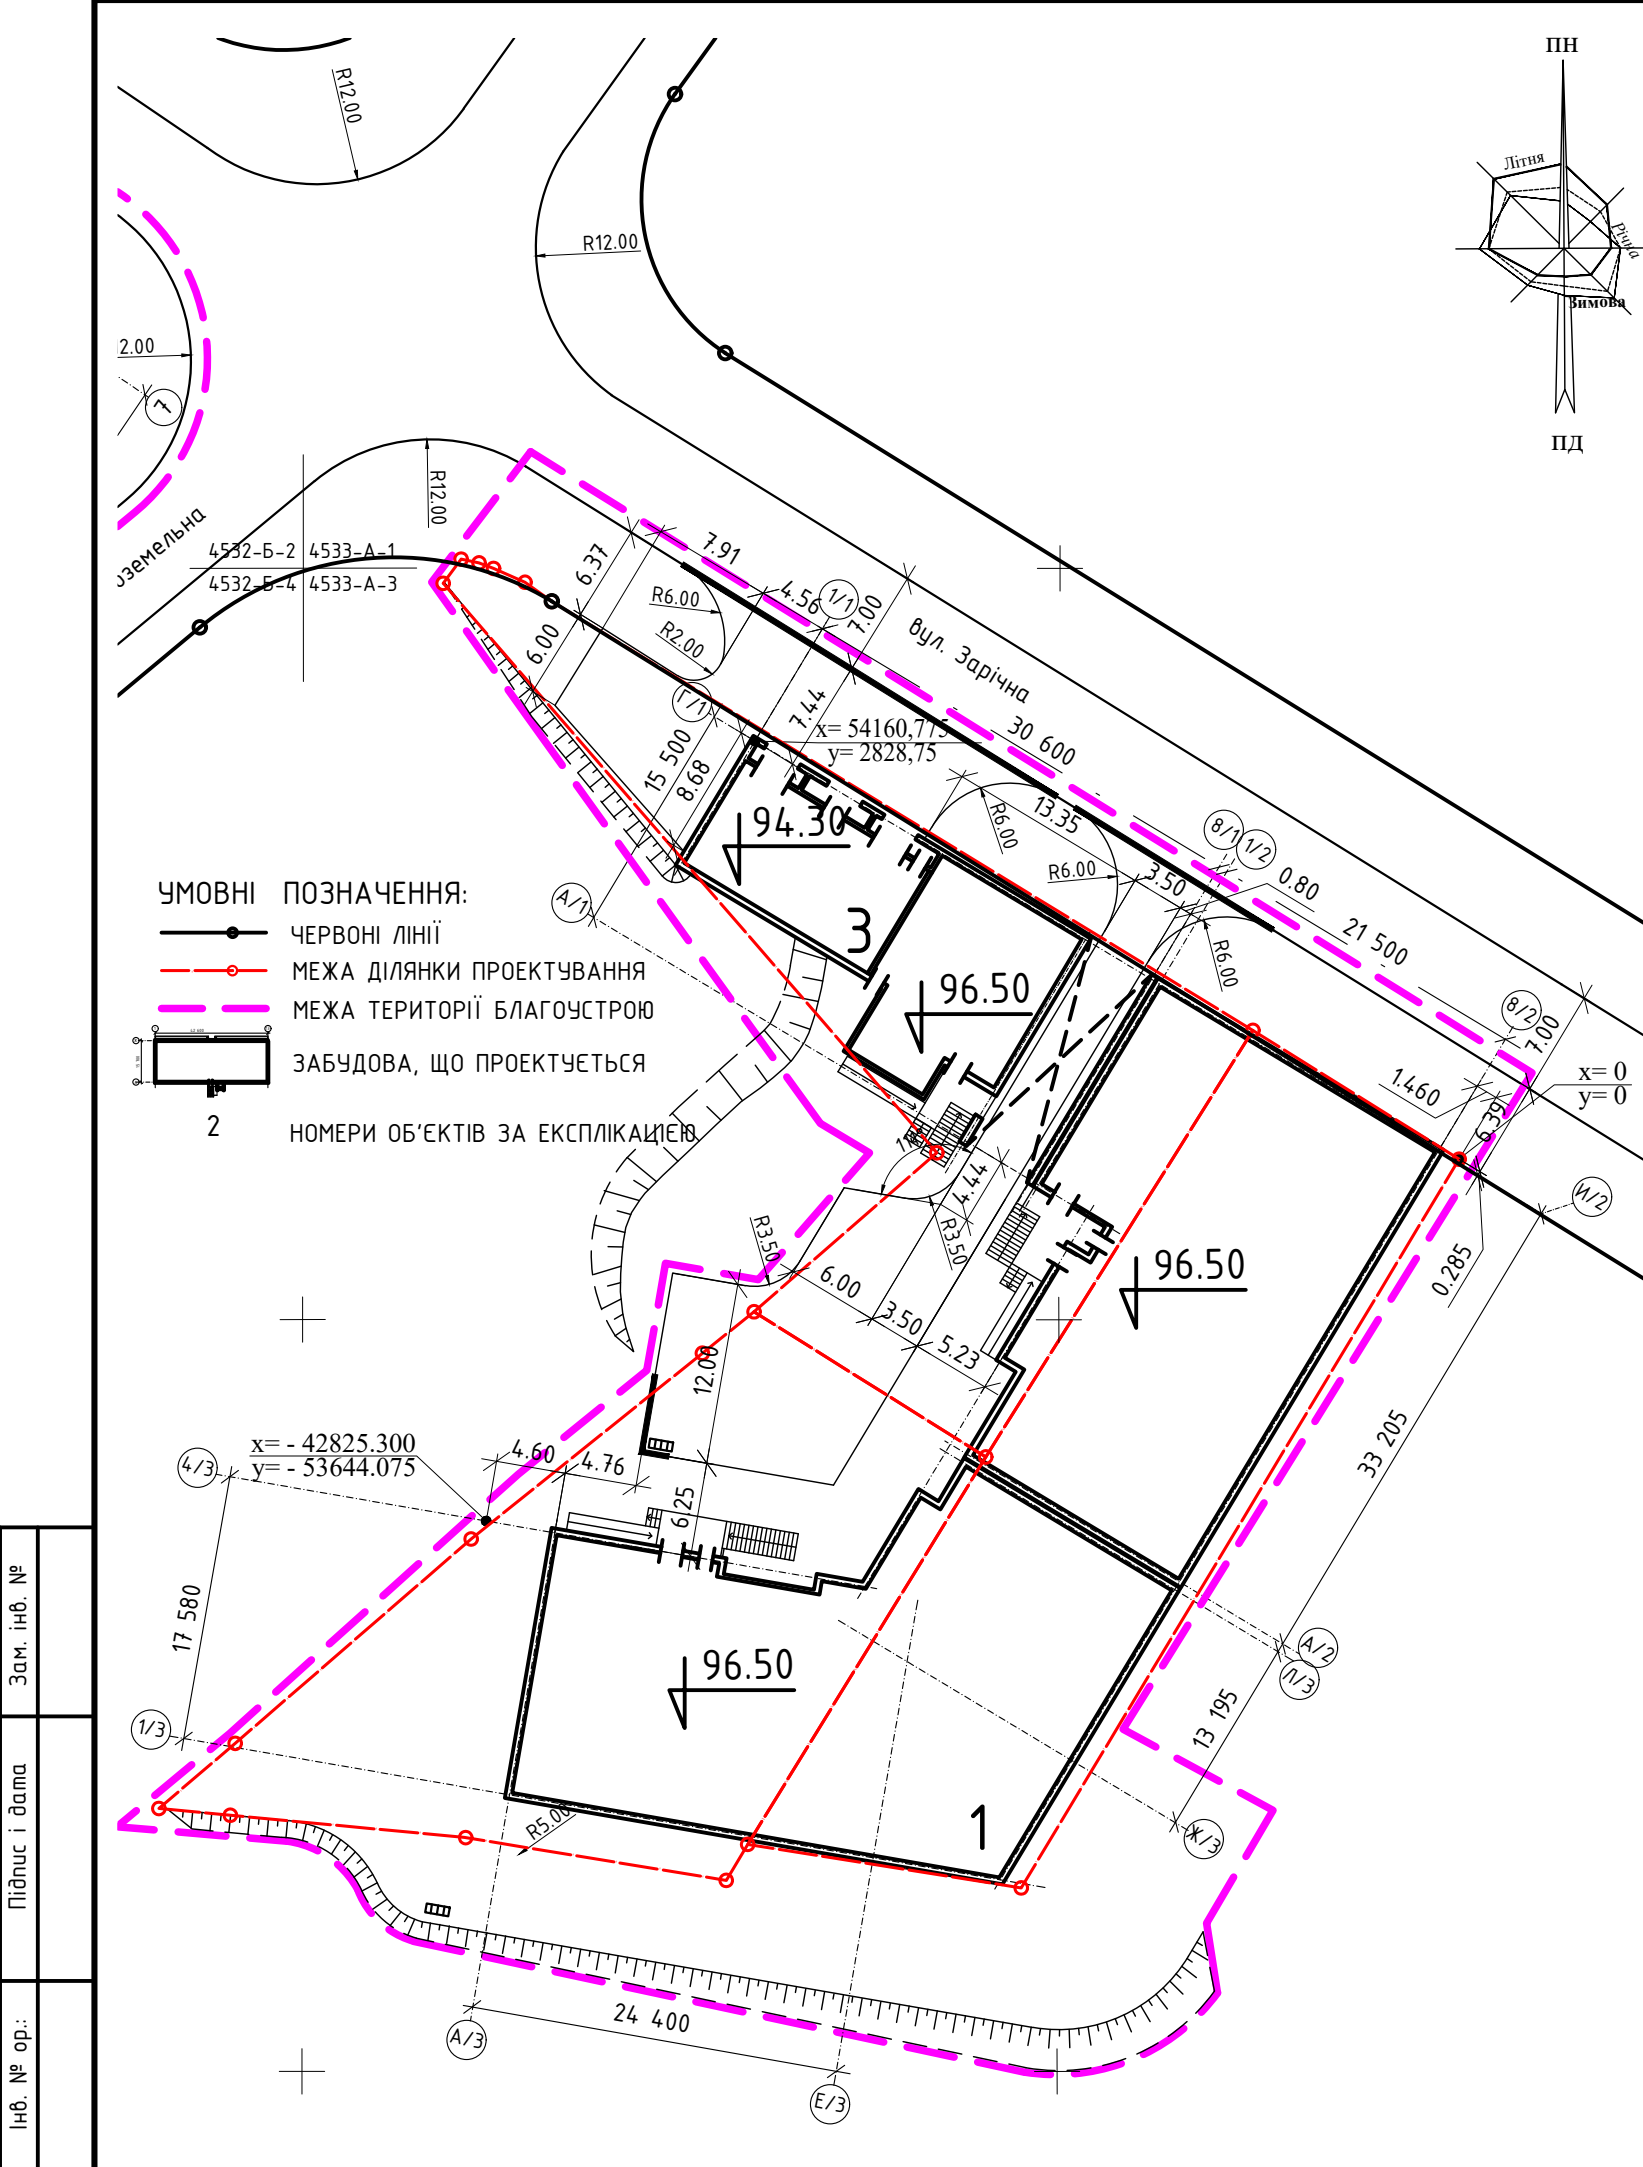 ПН
Літня
Річна
Зимова
ПД
R12.00
R12.00
2.00
7
R12.00
оземельна
4532-Б-2
4533-А-1
4532-Б-4
4533-А-3
6.37
7.91
4.56
1/1
7.00
вул. Зарічна
R6.00
R2.00
6.00
Г/1
7.44
x= 54160,775
y= 2828,75
30 600
15 500
8.68
13.35
R6.00
R6.00
8/1
1/2
3.50
0.80
21 500
R6.00
94.30
А/1
3
96.50
8/2
7.00
x= 0
y= 0
1.460
6.39
И/2
0.285
УМОВНІ ПОЗНАЧЕННЯ:
ЧЕРВОНІ ЛІНІЇ
МЕЖА ДІЛЯНКИ ПРОЕКТУВАННЯ
МЕЖА ТЕРИТОРІЇ БЛАГОУСТРОЮ
ЗАБУДОВА, ЩО ПРОЕКТУЄТЬСЯ
2
НОМЕРИ ОБ'ЄКТІВ ЗА ЕКСПЛІКАЦІЄЮ
4.44
R3.50
R3.50
6.00
3.50
5.23
96.50
12.00
33 205
x= - 42825.300
y= - 53644.075
4/3
4.60
4.76
6.25
17 580
96.50
А/2
Л/3
1/3
13 195
R5.00
1
Ж/3
24 400
А/3
Е/3
Зам. інв. №
Підпис і дата
Інв. № ор.: